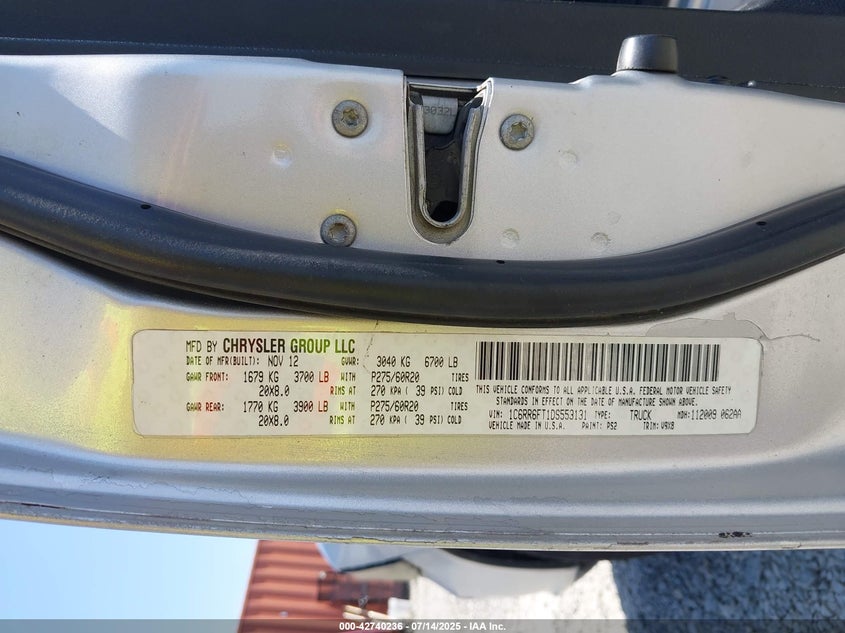 3032L
MFD BY CHRYSLER GROUP LLC
DATE OF MFR(BUILT): NOV 12 GVWR: 3040 KG 6700 LB
GAWR FRONT: 1679 KG 3700 LB WITH P275/60R20 TIRES
20X8.0 RIMS AT 270 KPA ( 39 PSI) COLD
GAWR REAR: 1770 KG 3900 LB WITH P275/60R20 TIRES
20X8.0 RIMS AT 270 KPA ( 39 PSI) COLD
THIS VEHICLE CONFORMS TO ALL APPLICABLE U.S.A. FEDERAL MOTOR VEHICLE SAFETY
STANDARDS IN EFFECT ON THE DATE OF MANUFACTURE SHOWN ABOVE.
VIN: 1C6RR6FT1DS553131 TYPE: TRUCK MDH:112009 062AA
VEHICLE MADE IN U.S.A. PAINT: PS2 TRIM: V9X8
000-42740236 - 07/14/2025 - IAA Inc.